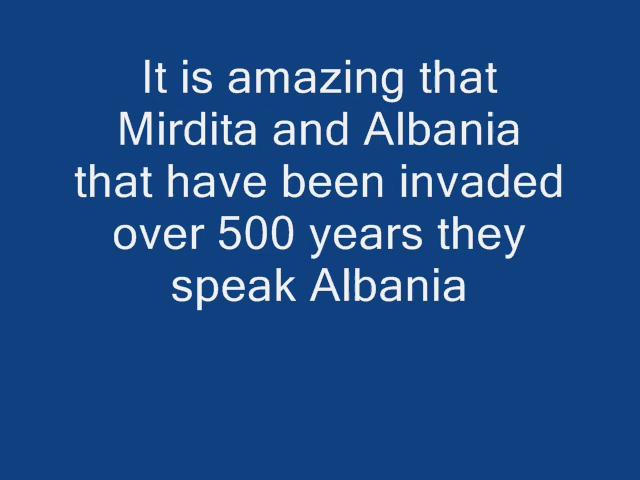 It is amazing that
Mirdita and Albania
that have been invaded
over 500 years they
speak Albania